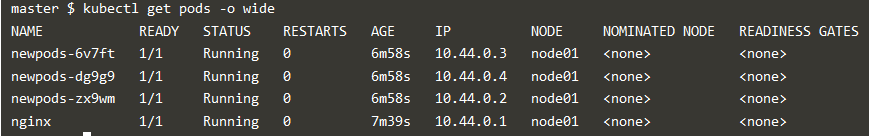 master $ kubectl get pods -o wide
NAME READY STATUS RESTARTS AGE IP NODE NOMINATED NODE READINESS GATES
newpods-6v7ft 1/1 Running 0 6m58s 10.44.0.3 node01 <none> <none>
newpods-dg9g9 1/1 Running 0 6m58s 10.44.0.4 node01 <none> <none>
newpods-zx9wm 1/1 Running 0 6m58s 10.44.0.2 node01 <none> <none>
nginx 1/1 Running 0 7m39s 10.44.0.1 node01 <none> <none>